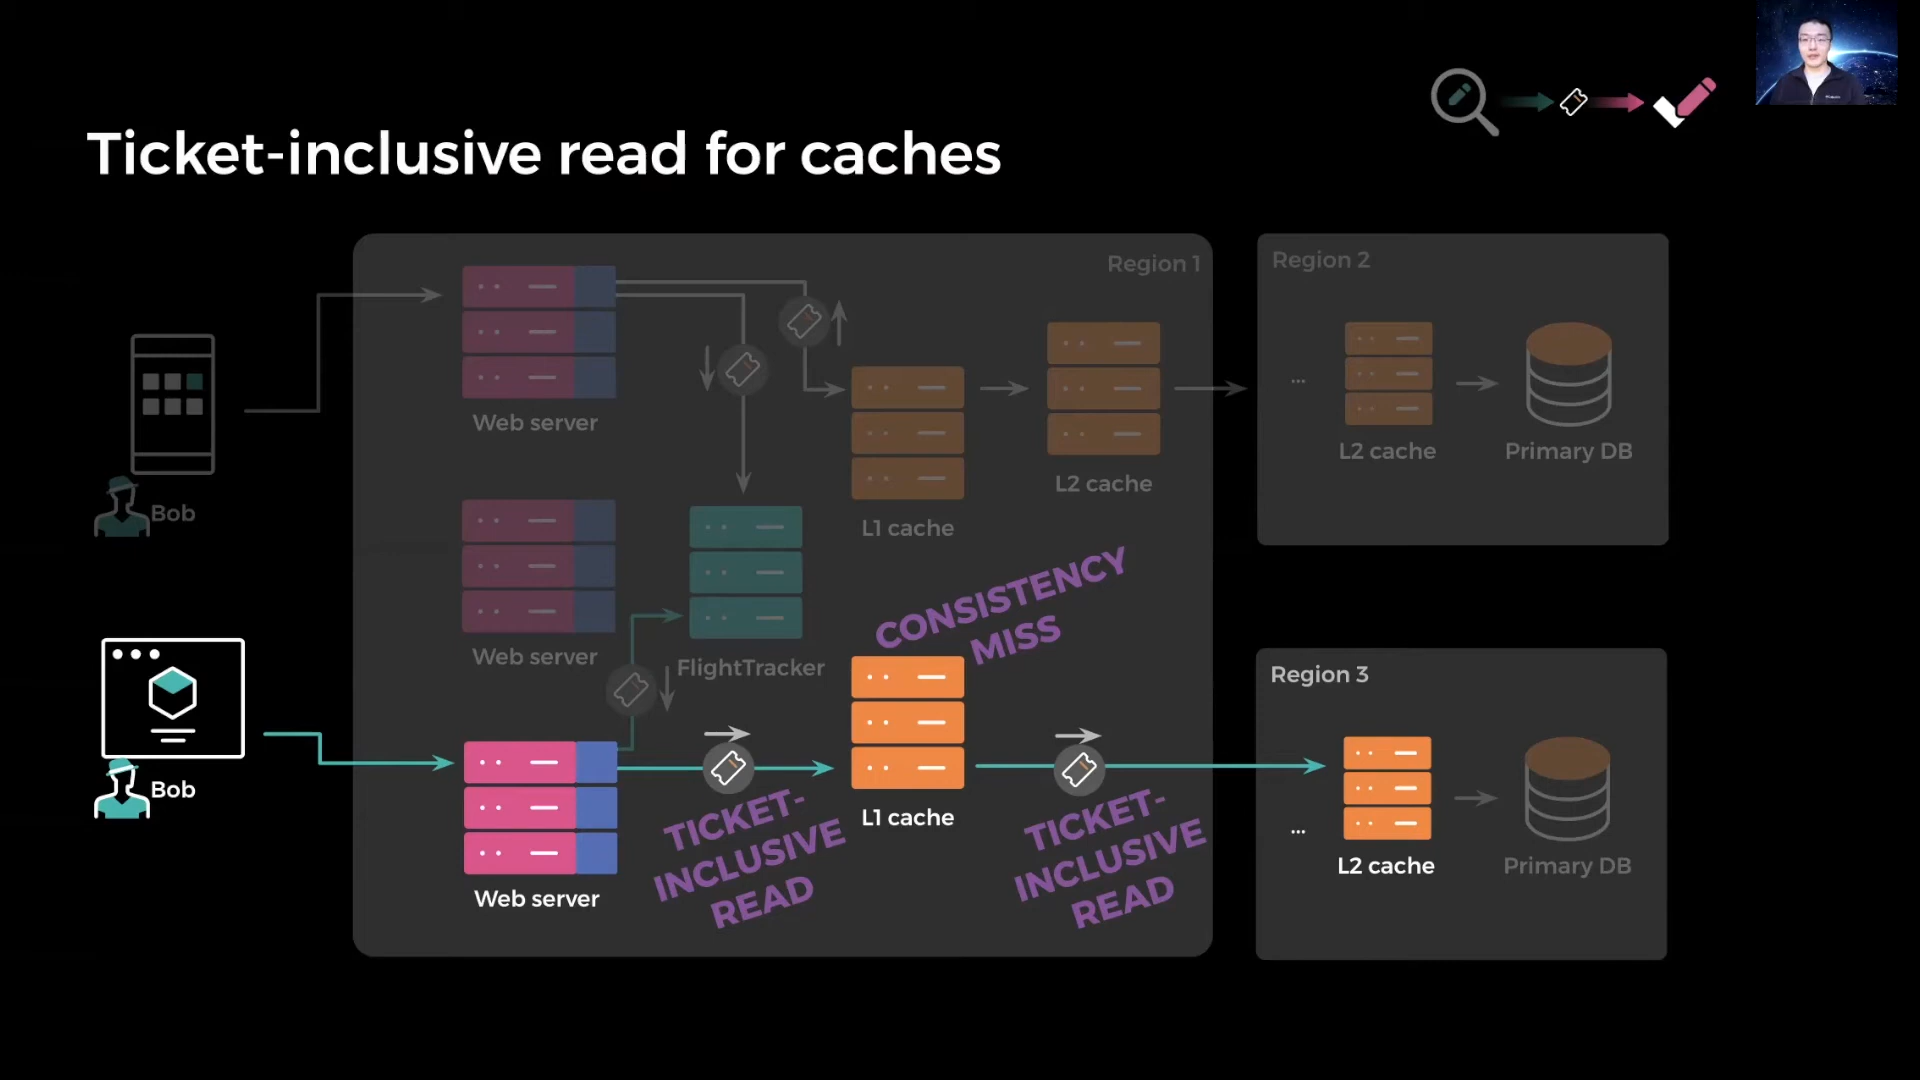 Ticket-inclusive read for caches
Region 1
Region 2
Web server
L1 cache
L2 cache
...
L2 cache
Primary DB
Bob
Web server
FlightTracker
CONSISTENCY
MISS
Region 3
Bob
Web server
TICKET-
INCLUSIVE
READ
L1 cache
TICKET-
INCLUSIVE
READ
...
L2 cache
Primary DB